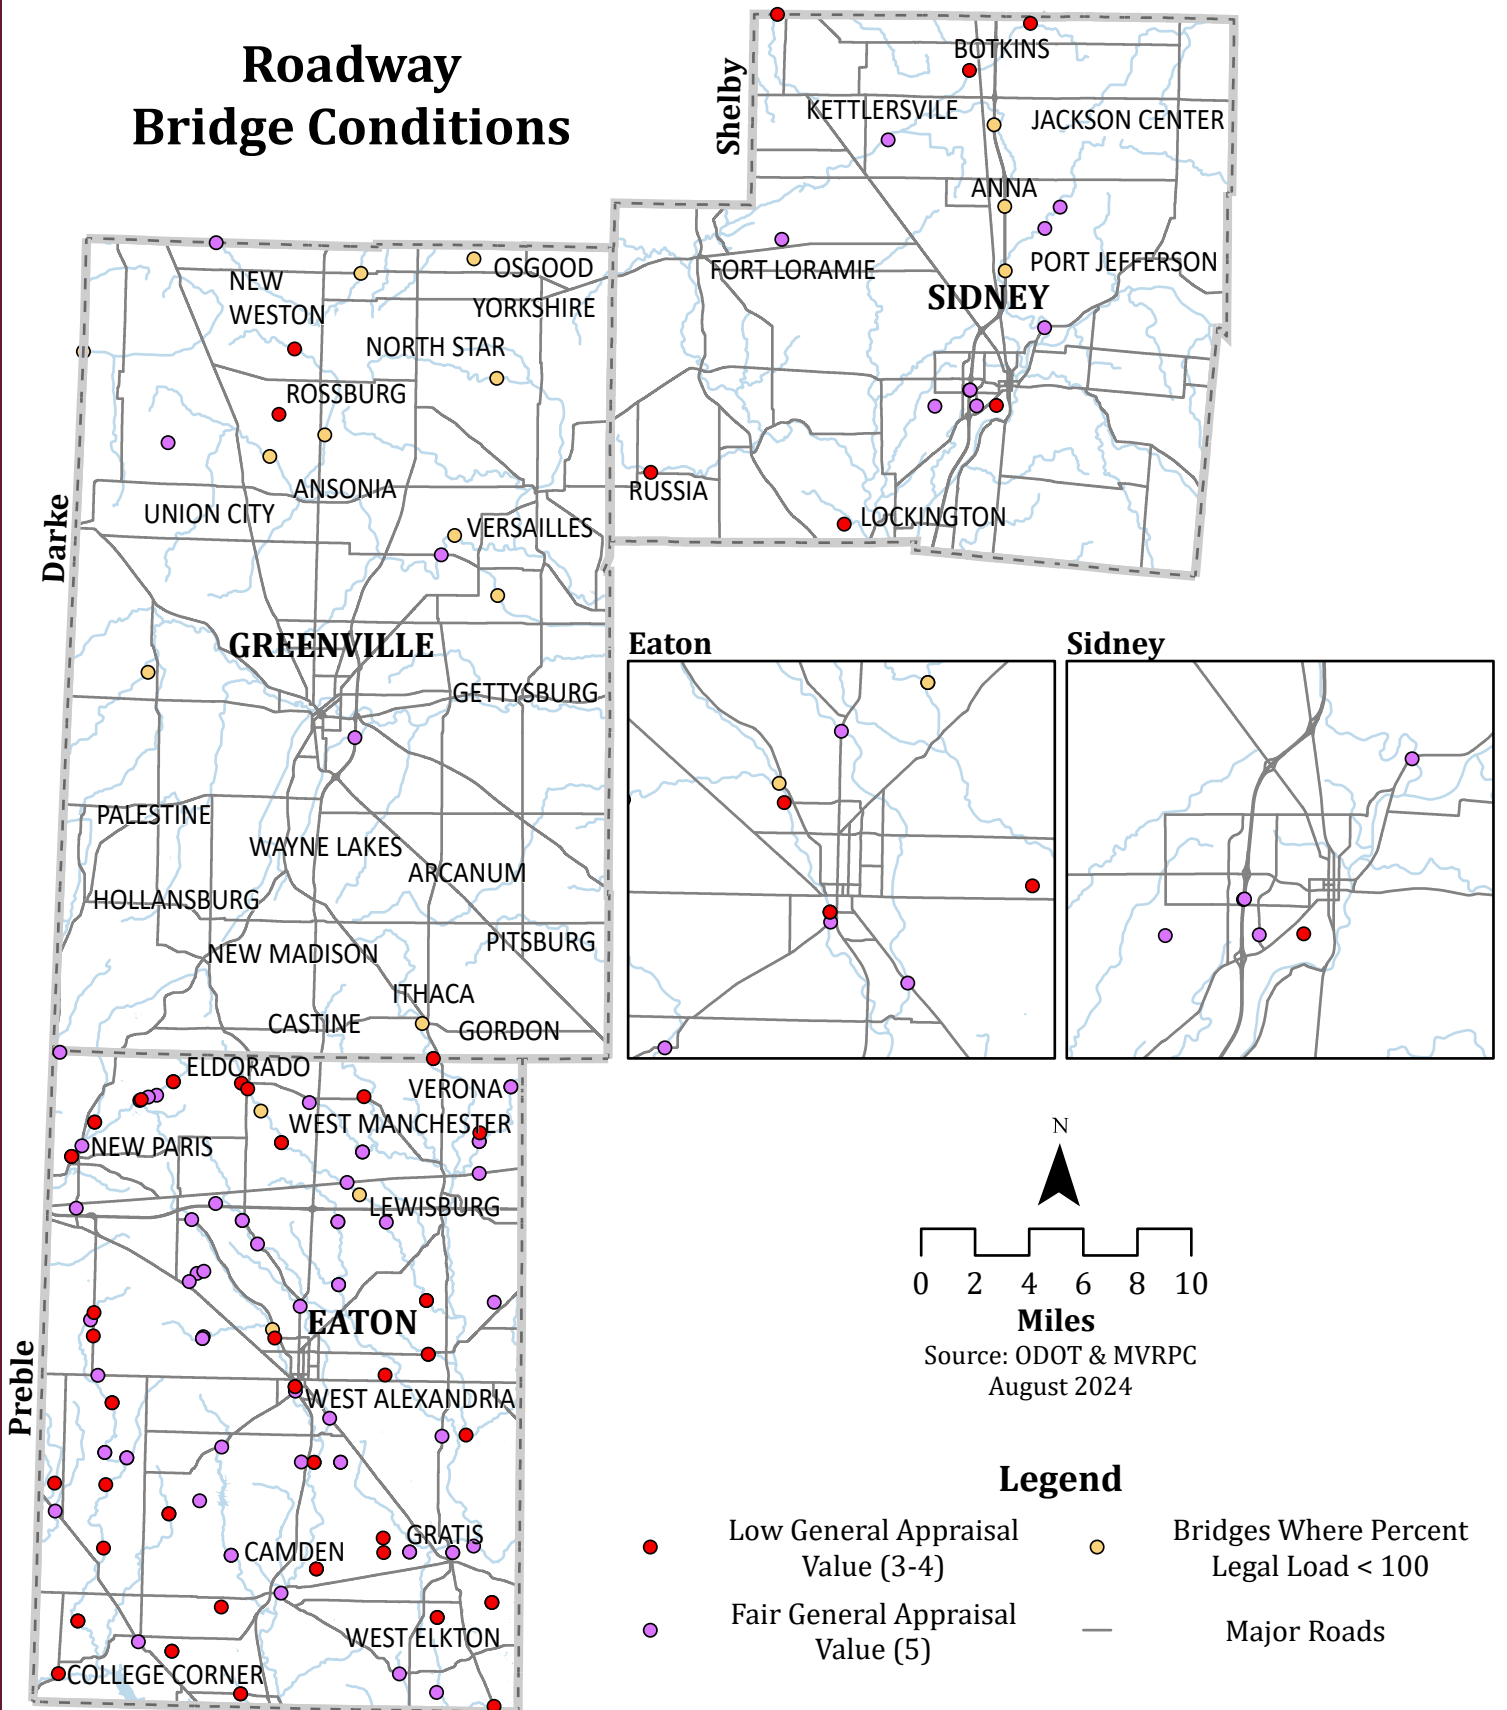 Roadway
Bridge Conditions
Shelby
BOTKINS
KETTLERSVILE
JACKSON CENTER
ANNA
FORT LORAMIE
PORT JEFFERSON
SIDNEY
RUSSIA
LOCKINGTON
Darke
NEW
WESTON
OSGOOD
YORKSHIRE
NORTH STAR
ROSSBURG
ANSONIA
UNION CITY
VERSAILLES
GREENVILLE
GETTYSBURG
PALESTINE
WAYNE LAKES
ARCANUM
HOLLANSBURG
NEW MADISON
PITSBURG
ITHACA
CASTINE
GORDON
Eaton
Sidney
Preble
ELDORADO
VERONA
WEST MANCHESTER
NEW PARIS
LEWISBURG
EATON
WEST ALEXANDRIA
GRATIS
CAMDEN
WEST ELKTON
COLLEGE CORNER
N
0 2 4 6 8 10
Miles
Source: ODOT & MVRPC
August 2024
Legend
Low General Appraisal
Value (3-4)
Bridges Where Percent
Legal Load < 100
Fair General Appraisal
Value (5)
Major Roads